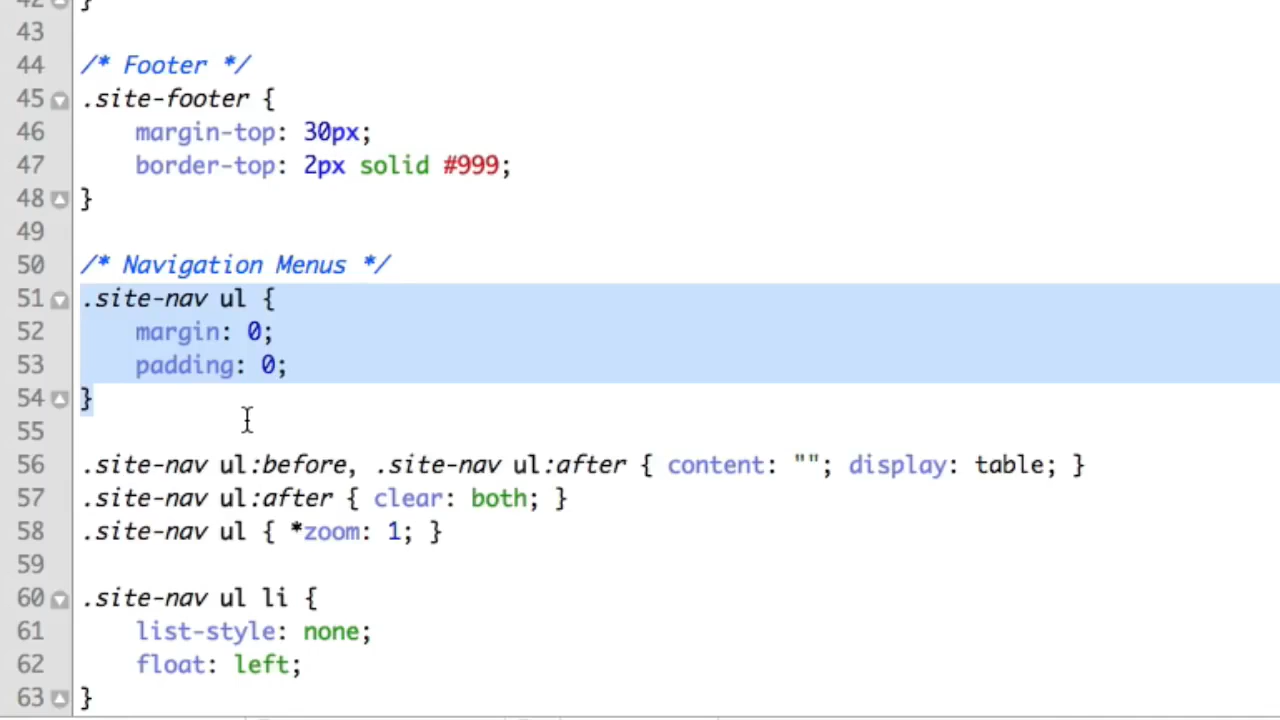 42 }
43
44 /* Footer */
45 .site-footer {
46 margin-top: 30px;
47 border-top: 2px solid #999;
48 }
49
50 /* Navigation Menus */
51 .site-nav ul {
52 margin: 0;
53 padding: 0;
54 }
55
56 .site-nav ul:before, .site-nav ul:after { content: ""; display: table; }
57 .site-nav ul:after { clear: both; }
58 .site-nav ul { *zoom: 1; }
59
60 .site-nav ul li {
61 list-style: none;
62 float: left;
63 }